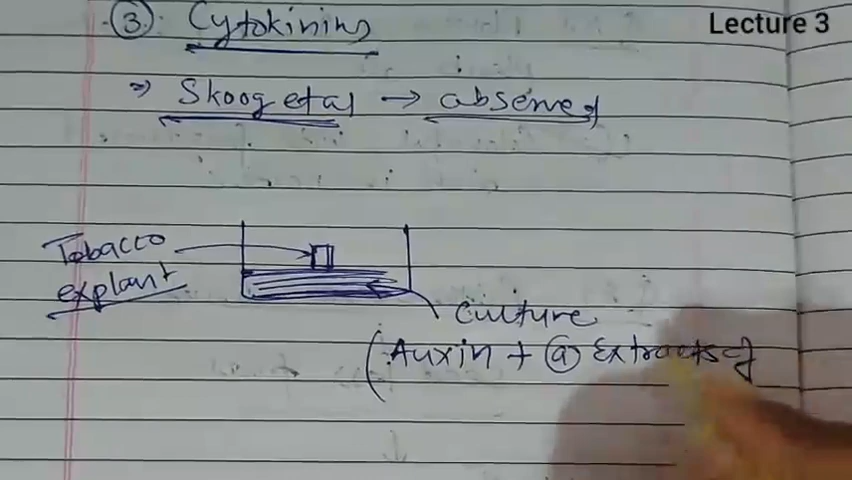 Lecture 3
③ Cytokinins
⇒ Skoog et al → observed
Tobacco
explant
culture
(Auxin + ⓐ Extracts of